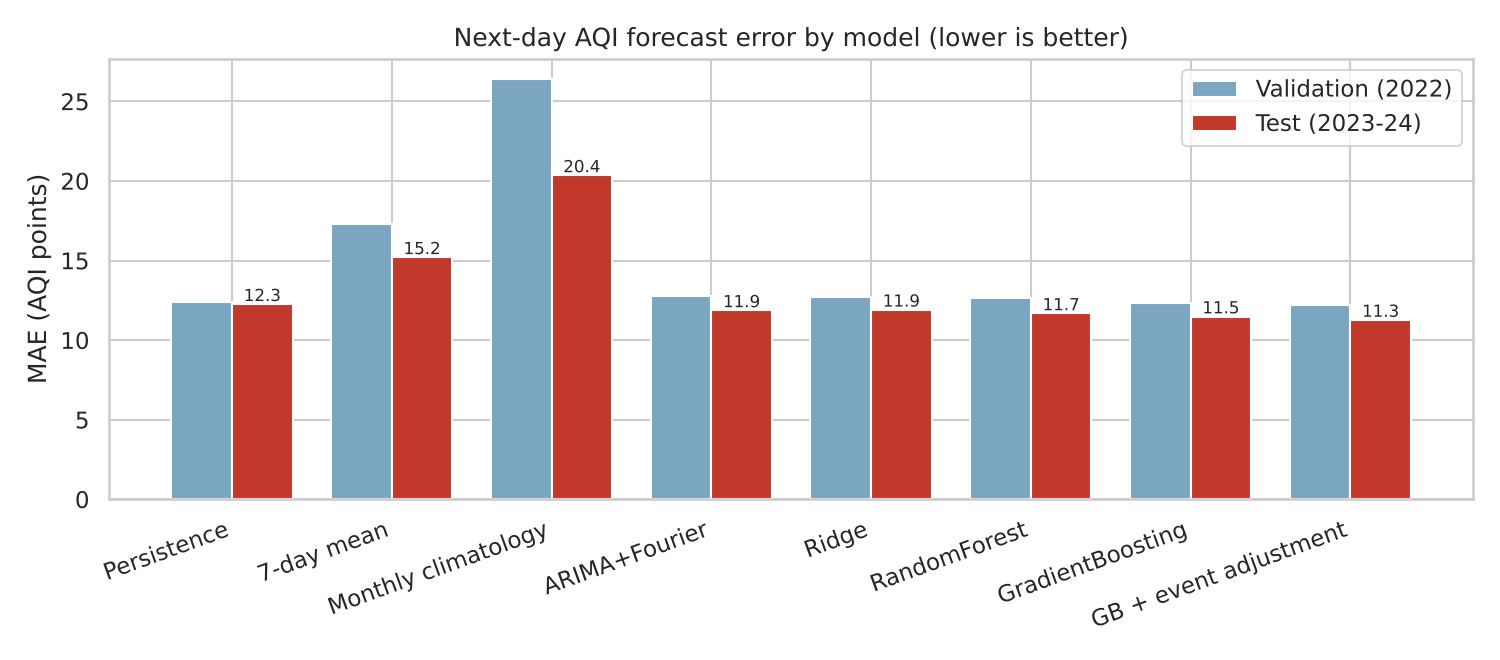 Next-day AQI forecast error by model (lower is better)
Validation (2022)
Test (2023-24)
MAE (AQI points)
25
20
15
10
5
0
12.3
15.2
20.4
11.9
11.9
11.7
11.5
11.3
Persistence
7-day mean
Monthly climatology
ARIMA+Fourier
Ridge
RandomForest
GradientBoosting
GB + event adjustment